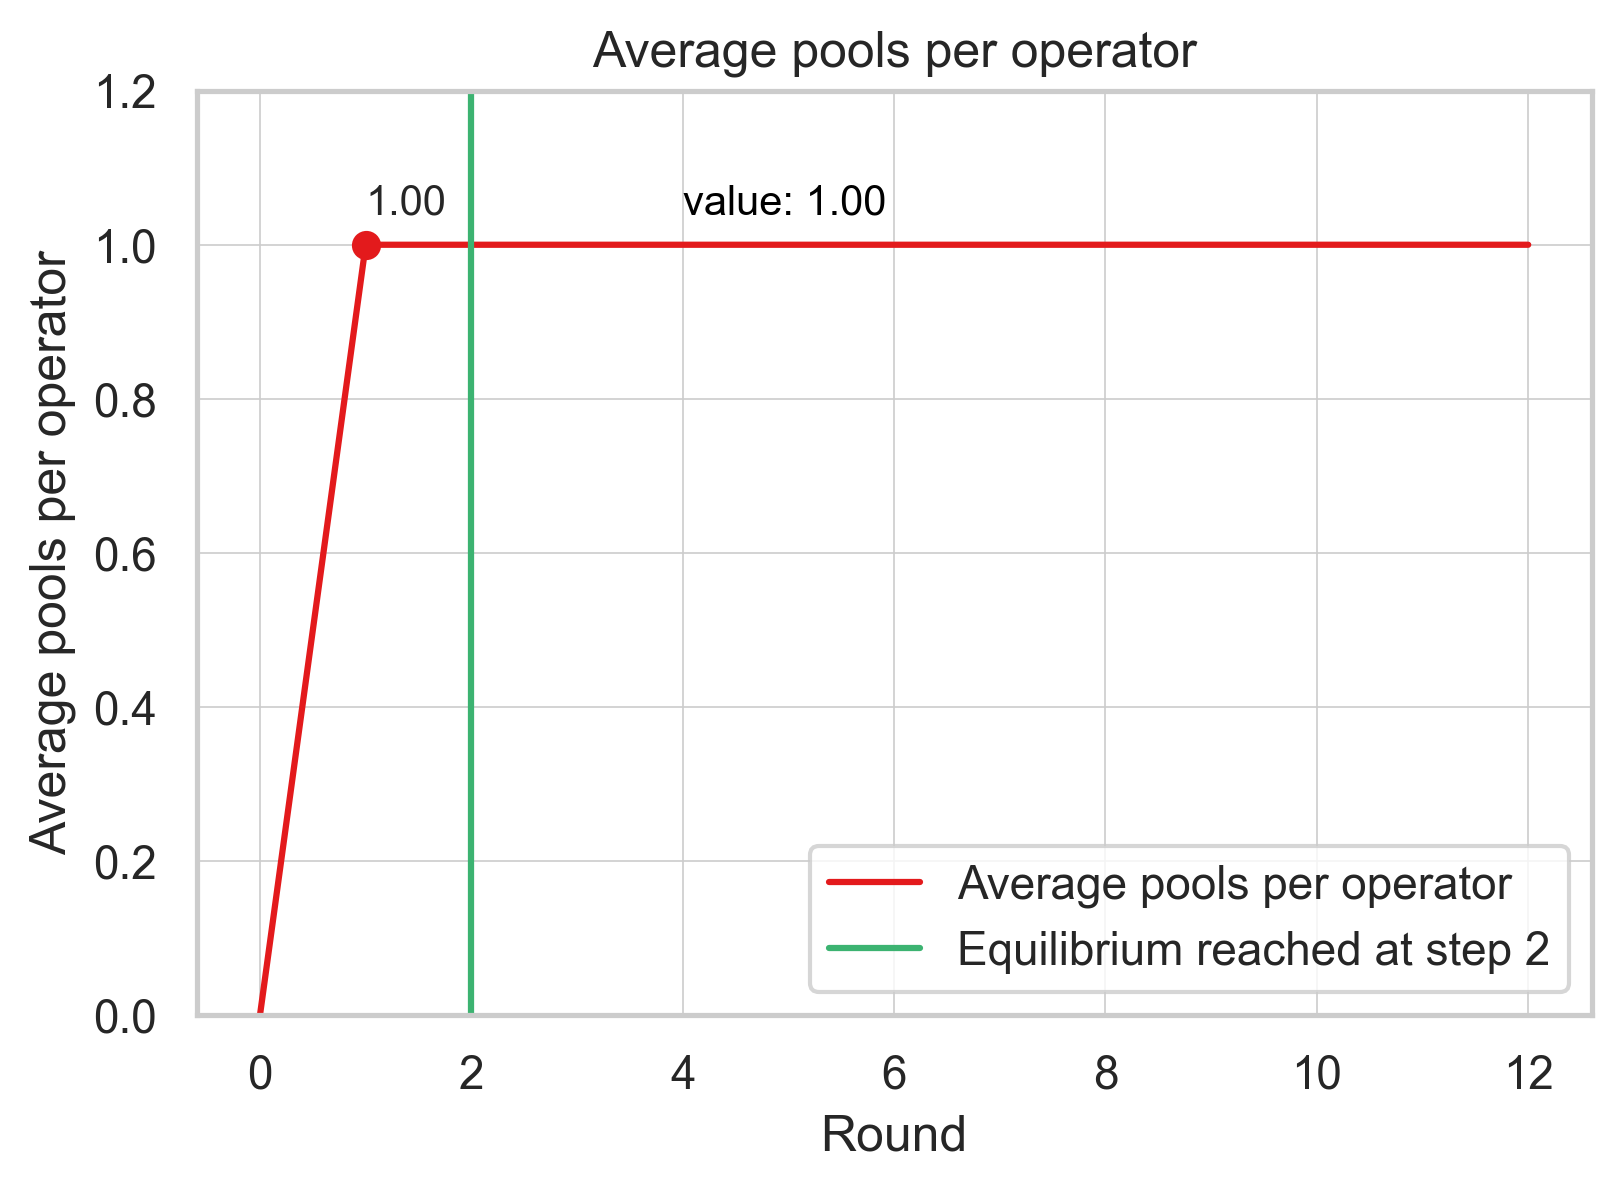 Average pools per operator
Average pools per operator
1.2
1.0
0.8
0.6
0.4
0.2
0.0
1.00
value: 1.00
Average pools per operator
Equilibrium reached at step 2
0 2 4 6 8 10 12
Round